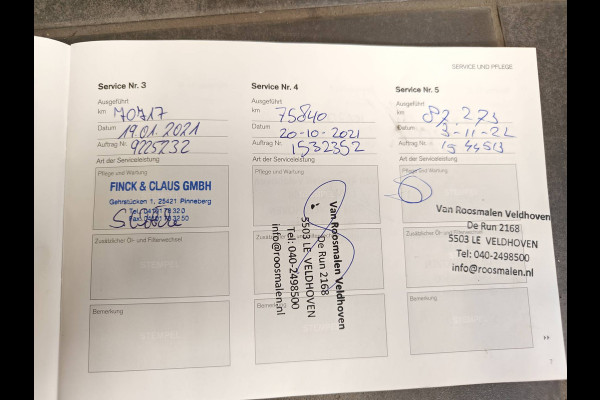 SERVICE UND PFLEGE
Service Nr. 3
Ausgeführt
km 70717
Datum 19.01.2021
Auftrag Nr. 9225232
Art der Serviceleistung
Pflege und Wartung
FINCK & CLAUS GMBH
Gehrstücken 1, 25421 Pinneberg
Zusätzlicher Öl- und Filterwechsel
Bemerkung
Service Nr. 4
Ausgeführt
km 75840
Datum 20-10-2021
Auftrag Nr. 1532352
Art der Serviceleistung
Pflege und Wartung
Van Roosmalen Veldhoven
De Run 2168
5503 LE VELDHOVEN
Tel: 040-2498500
info@roosmalen.nl
Bemerkung
Service Nr. 5
Ausgeführt
km 82.273
Datum 3-11-22
Auftrag Nr. 1544513
Art der Serviceleistung
Pflege und Wartung
Van Roosmalen Veldhoven
De Run 2168
5503 LE VELDHOVEN
Tel: 040-2498500
info@roosmalen.nl
Bemerkung
7